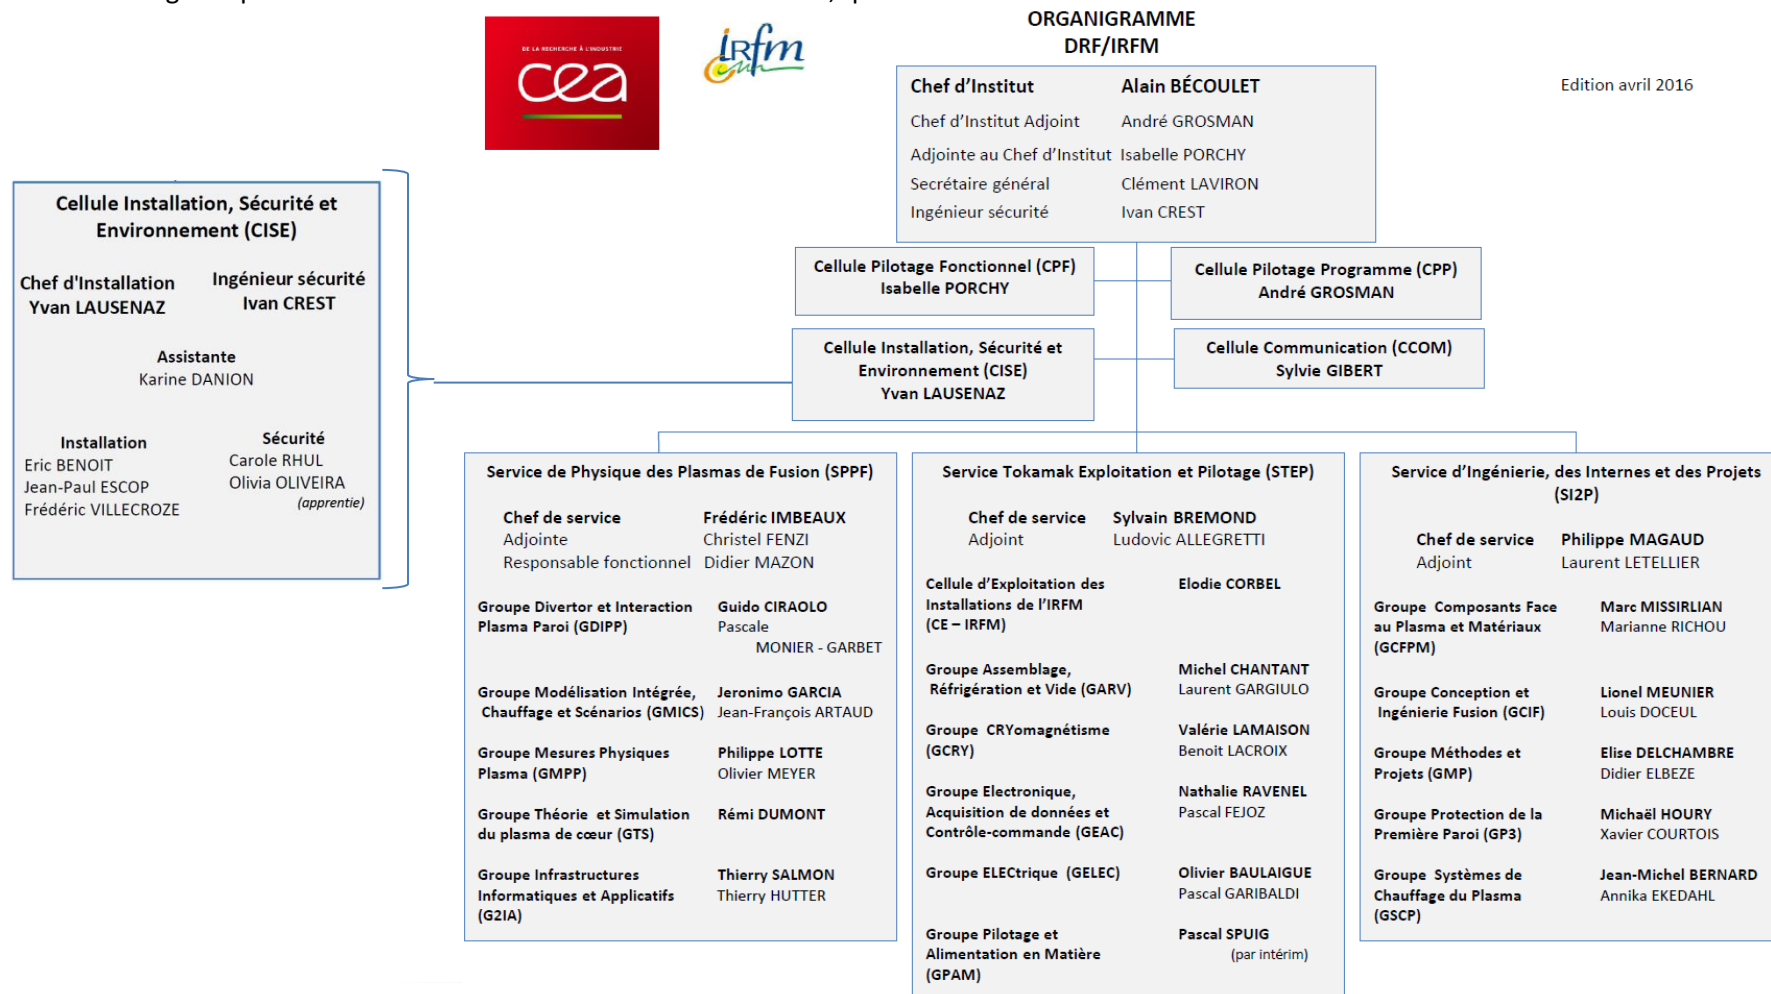 ORGANIGRAMME
DRF/IRFM
DE LA RECHERCHE À L'INDUSTRIE
cea
irfm
Edition avril 2016
Chef d'Institut Alain BÉCOULET
Chef d'Institut Adjoint André GROSMAN
Adjointe au Chef d'Institut Isabelle PORCHY
Secrétaire général Clément LAVIRON
Ingénieur sécurité Ivan CREST
Cellule Installation, Sécurité et
Environnement (CISE)
Chef d'Installation
Yvan LAUSENAZ
Ingénieur sécurité
Ivan CREST
Assistante
Karine DANION
Installation
Eric BENOIT
Jean-Paul ESCOP
Frédéric VILLECROZE
Sécurité
Carole RHUL
Olivia OLIVEIRA
(apprentie)
Cellule Pilotage Fonctionnel (CPF)
Isabelle PORCHY
Cellule Pilotage Programme (CPP)
André GROSMAN
Cellule Installation, Sécurité et
Environnement (CISE)
Yvan LAUSENAZ
Cellule Communication (CCOM)
Sylvie GIBERT
Service de Physique des Plasmas de Fusion (SPPF)
Chef de service Frédéric IMBEAUX
Adjointe Christel FENZI
Responsable fonctionnel Didier MAZON
Groupe Divertor et Interaction Guido CIRAOLO
Plasma Paroi (GDIPP) Pascale
MONIER - GARBET
Groupe Modélisation Intégrée, Jeronimo GARCIA
Chauffage et Scénarios (GMICS) Jean-François ARTAUD
Groupe Mesures Physiques Philippe LOTTE
Plasma (GMPP) Olivier MEYER
Groupe Théorie et Simulation Rémi DUMONT
du plasma de cœur (GTS)
Groupe Infrastructures Thierry SALMON
Informatiques et Applicatifs Thierry HUTTER
(G2IA)
Service Tokamak Exploitation et Pilotage (STEP)
Chef de service Sylvain BREMOND
Adjoint Ludovic ALLEGRETTI
Cellule d'Exploitation des Elodie CORBEL
Installations de l'IRFM
(CE – IRFM)
Groupe Assemblage, Michel CHANTANT
Réfrigération et Vide (GARV) Laurent GARGIULO
Groupe CRYomagnétisme Valérie LAMAISON
(GCRY) Benoit LACROIX
Groupe Electronique, Nathalie RAVENEL
Acquisition de données et Pascal FEJOZ
Contrôle-commande (GEAC)
Groupe ELECtrique (GELEC) Olivier BAULAIGUE
Pascal GARIBALDI
Groupe Pilotage et Pascal SPUIG
Alimentation en Matière (par intérim)
(GPAM)
Service d'Ingénierie, des Internes et des Projets
(SI2P)
Chef de service Philippe MAGAUD
Adjoint Laurent LETELLIER
Groupe Composants Face Marc MISSIRLIAN
au Plasma et Matériaux Marianne RICHOU
(GCFPM)
Groupe Conception et Lionel MEUNIER
Ingénierie Fusion (GCIF) Louis DOCEUL
Groupe Méthodes et Elise DELCHAMBRE
Projets (GMP) Didier ELBEZE
Groupe Protection de la Michaël HOURY
Première Paroi (GP3) Xavier COURTOIS
Groupe Systèmes de Jean-Michel BERNARD
Chauffage du Plasma Annika EKEDAHL
(GSCP)